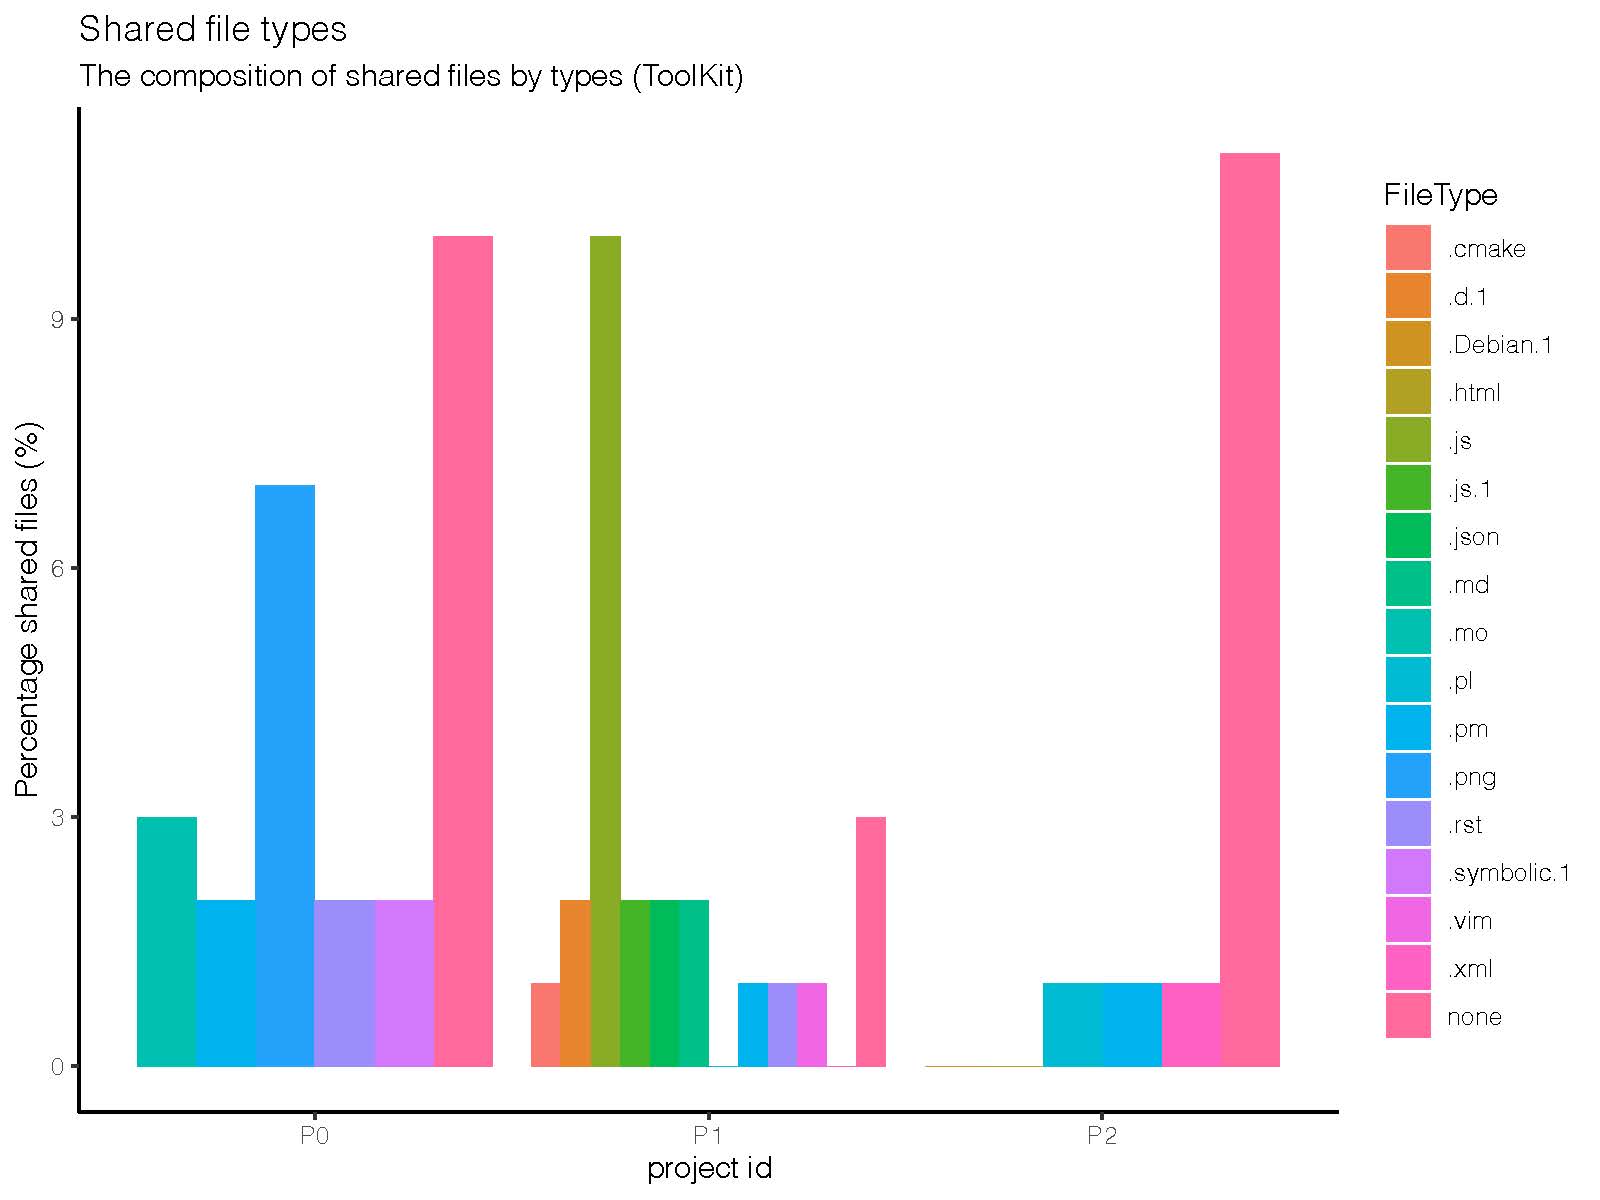 Shared file types
The composition of shared files by types (ToolKit)
Percentage shared files (%)
9
6
3
0
P0
P1
P2
project id
FileType
.cmake
.d.1
.Debian.1
.html
.js
.js.1
.json
.md
.mo
.pl
.pm
.png
.rst
.symbolic.1
.vim
.xml
none